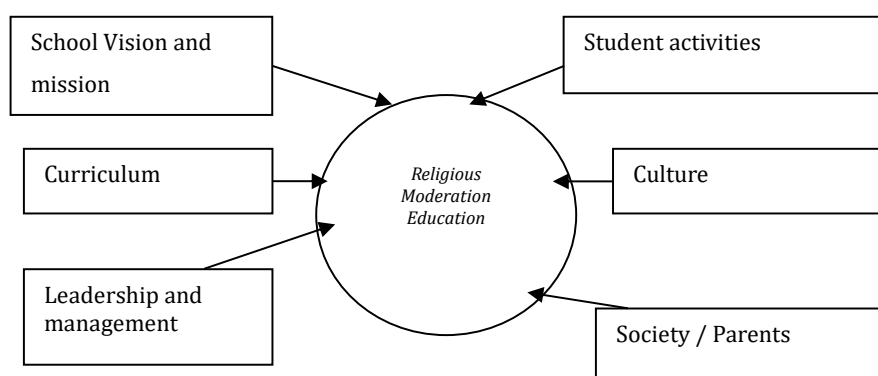 School Vision and
mission
Student activities
Curriculum
Religious
Moderation
Education
Culture
Leadership and
management
Society / Parents